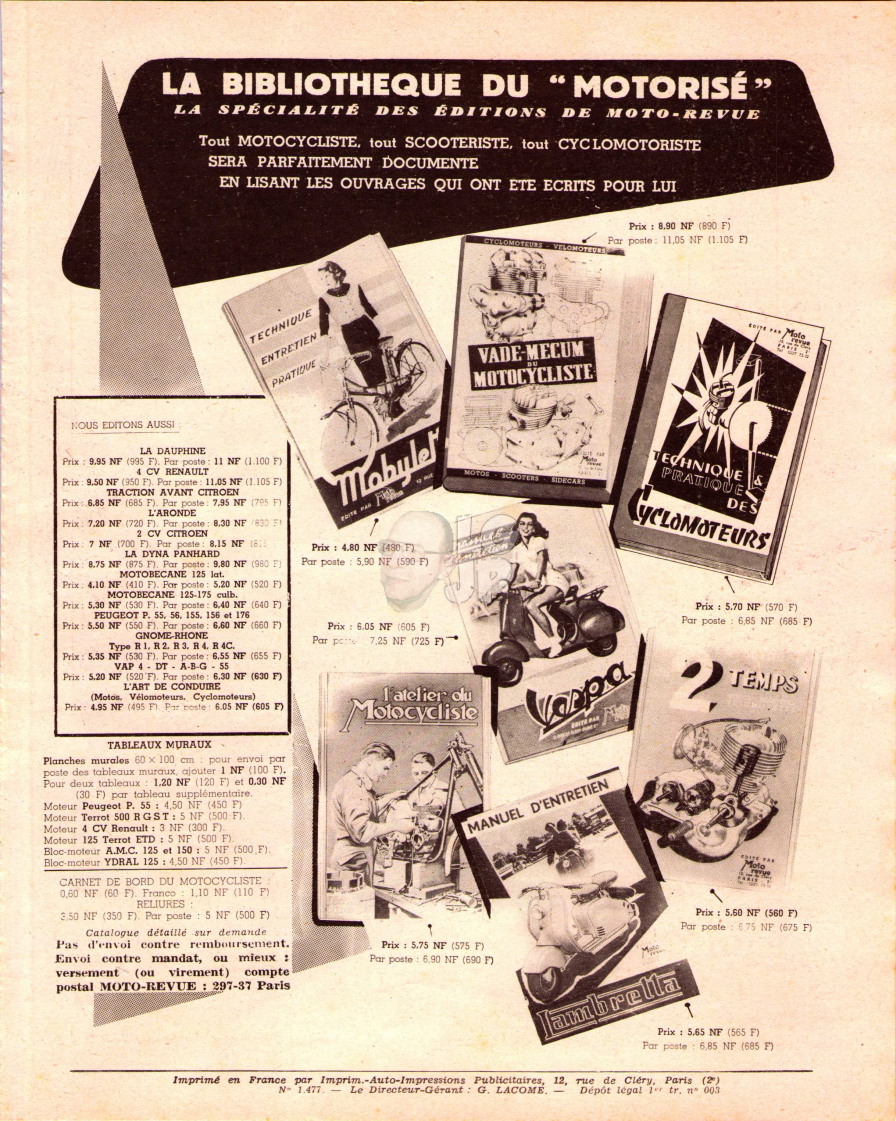 LA BIBLIOTHEQUE DU "MOTORISÉ"
LA SPÉCIALITÉ DES ÉDITIONS DE MOTO-REVUE
Tout MOTOCYCLISTE, tout SCOOTERISTE, tout CYCLOMOTORISTE
SERA PARFAITEMENT DOCUMENTE
EN LISANT LES OUVRAGES QUI ONT ETE ECRITS POUR LUI
Prix : 8.90 NF (890 F)
Par poste : 11,05 NF (1.105 F)
TECHNIQUE
ENTRETIEN
PRATIQUE
Mobylette
EDITÉ PAR Moto revue
CYCLOMOTEURS - VELOMOTEURS
VADE-MECUM
DU
MOTOCYCLISTE
MOTOS - SCOOTERS - SIDECARS
EDITÉ PAR Moto revue
TECHNIQUE
PRATIQUE &
DES
CYCLOMOTEURS
Prix : 4.80 NF (480 F)
Par poste : 5,90 NF (590 F)
Prix : 5.70 NF (570 F)
Par poste : 6,85 NF (685 F)
Prix : 6.05 NF (605 F)
Par poste 7,25 NF (725 F)
Vespa
EDITÉ PAR Moto
l'atelier du
Motocycliste
2 TEMPS
EDITÉ PAR
Moto revue
MANUEL D'ENTRETIEN
Moto revue
Lambretta
Prix : 5.75 NF (575 F)
Par poste : 6,90 NF (690 F)
Prix : 5.60 NF (560 F)
Par poste : 6 75 NF (675 F)
Prix : 5.65 NF (565 F)
Par poste : 6,85 NF (685 F)
NOUS EDITONS AUSSI :
LA DAUPHINE
Prix : 9.95 NF (995 F). Par poste : 11 NF (1.100 F)
4 CV RENAULT
Prix : 9.50 NF (950 F). Par poste : 11.05 NF (1.105 F)
TRACTION AVANT CITROEN
Prix : 6.85 NF (685 F). Par poste : 7,95 NF (795 F)
L'ARONDE
Prix : 7.20 NF (720 F). Par poste : 8.30 NF (830 F)
2 CV CITROEN
Prix : 7 NF (700 F). Par poste : 8.15 NF
LA DYNA PANHARD
Prix : 8.75 NF (875 F). Par poste : 9.80 NF (980 F)
MOTOBECANE 125 lat.
Prix : 4.10 NF (410 F). Par poste : 5.20 NF (520 F)
MOTOBECANE 125-175 culb.
Prix : 5.30 NF (530 F). Par poste : 6.40 NF (640 F)
PEUGEOT P. 55, 56, 155, 156 et 176
Prix : 5.50 NF (550 F). Par poste : 6.60 NF (660 F)
GNOME-RHONE
Type R 1, R 2, R 3, R 4, R 4C.
Prix : 5.35 NF (530 F). Par poste : 6.55 NF (655 F)
VAP 4 - DT - A-B-G - 55
Prix : 5.20 NF (520 F). Par poste : 6.30 NF (630 F)
L'ART DE CONDUIRE
(Motos, Vélomoteurs, Cyclomoteurs)
Prix : 4.95 NF (495 F). Par poste : 6.05 NF (605 F)
TABLEAUX MURAUX
Planches murales 60 × 100 cm : pour envoi par
poste des tableaux muraux, ajouter 1 NF (100 F).
Pour deux tableaux : 1.20 NF (120 F) et 0.30 NF
(30 F) par tableau supplémentaire.
Moteur Peugeot P. 55 : 4,50 NF (450 F)
Moteur Terrot 500 R G S T : 5 NF (500 F).
Moteur 4 CV Renault : 3 NF (300 F).
Moteur 125 Terrot ETD : 5 NF (500 F).
Bloc-moteur A.M.C. 125 et 150 : 5 NF (500 F).
Bloc-moteur YDRAL 125 : 4,50 NF (450 F).
CARNET DE BORD DU MOTOCYCLISTE :
0,60 NF (60 F). Franco : 1,10 NF (110 F)
RELIURES :
3.50 NF (350 F). Par poste : 5 NF (500 F)
Catalogue détaillé sur demande
Pas d'envoi contre remboursement.
Envoi contre mandat, ou mieux :
versement (ou virement) compte
postal MOTO-REVUE : 297-37 Paris
Imprimé en France par Imprim.-Auto-Impressions Publicitaires, 12, rue de Cléry, Paris (2e)
N° 1.477. — Le Directeur-Gérant : G. LACOME. — Dépôt légal 1er tr. n° 003